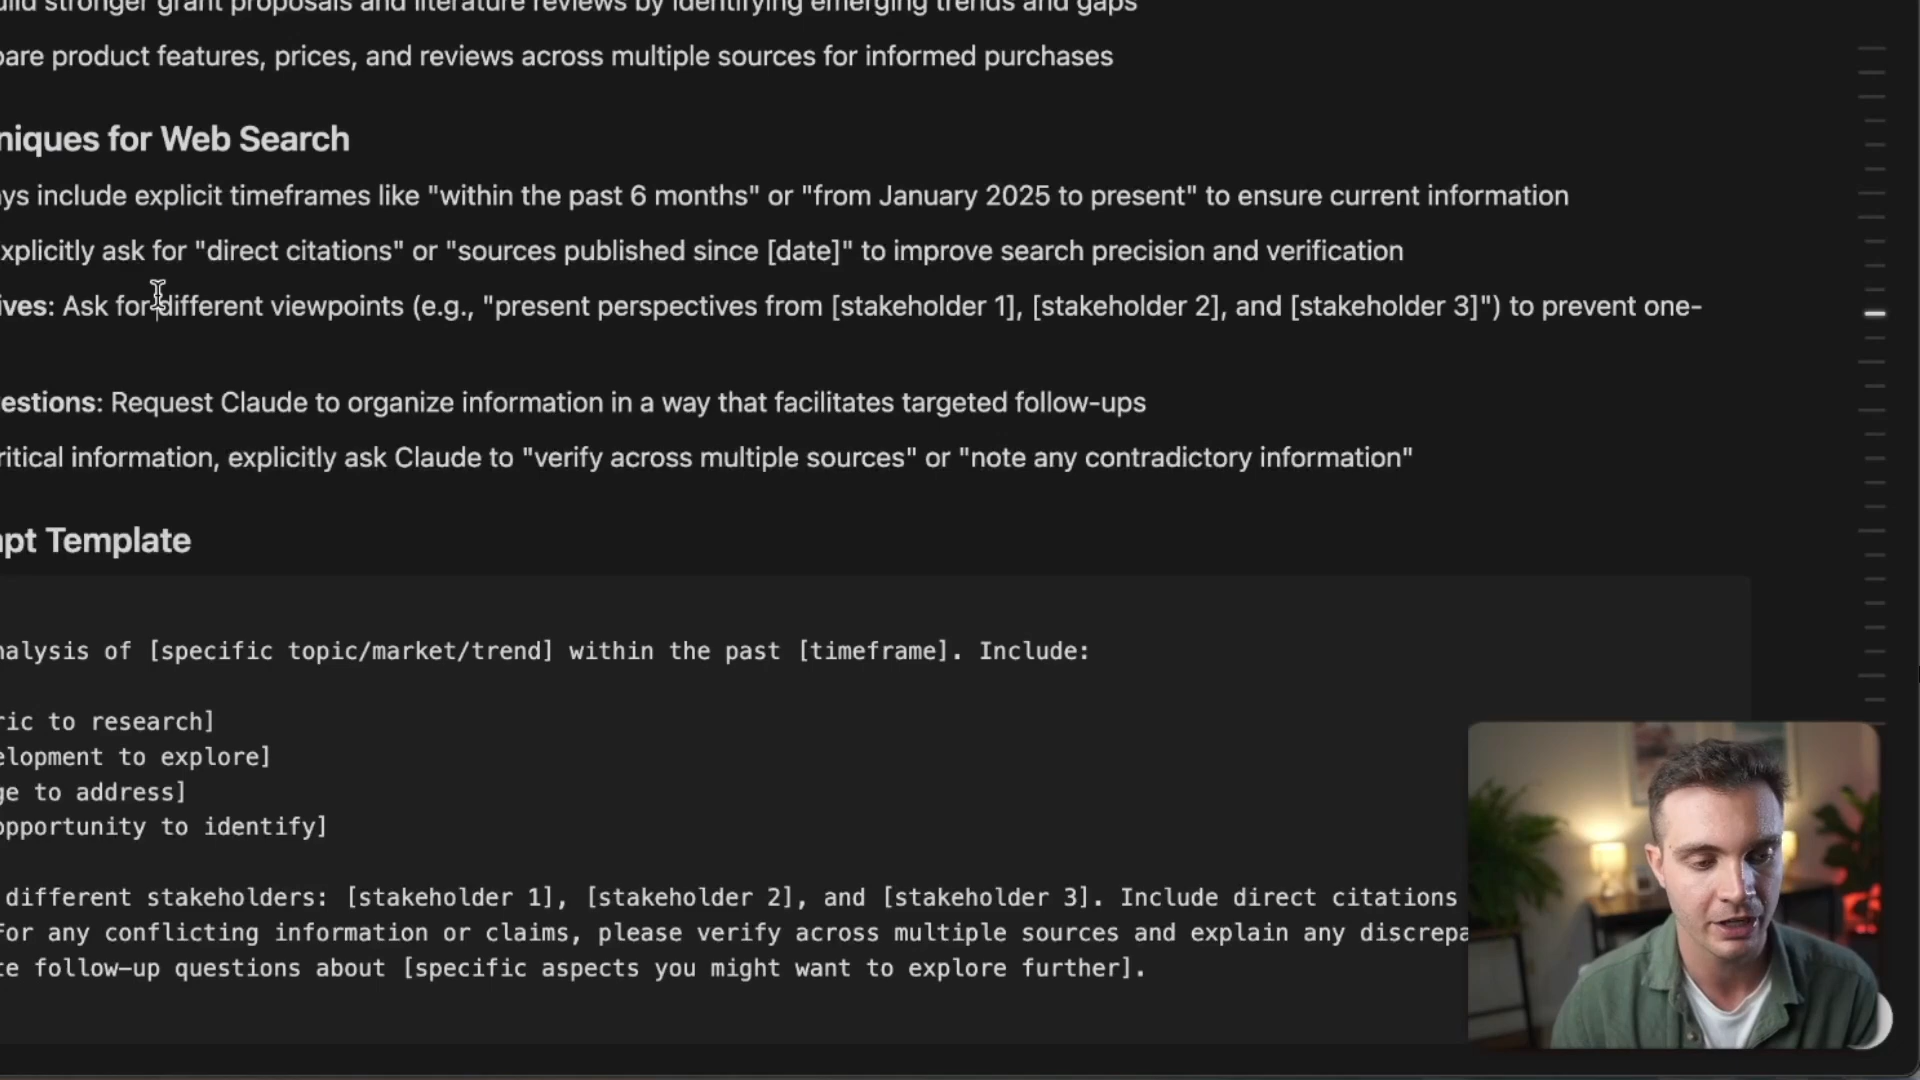 stronger grant proposals and literature reviews by identifying emerging trends and gaps
product features, prices, and reviews across multiple sources for informed purchases
for Web Search
include explicit timeframes like "within the past 6 months" or "from January 2025 to present" to ensure current information
xplicitly ask for "direct citations" or "sources published since [date]" to improve search precision and verification
ives: Ask for different viewpoints (e.g., "present perspectives from [stakeholder 1], [stakeholder 2], and [stakeholder 3]") to prevent one-
estions: Request Claude to organize information in a way that facilitates targeted follow-ups
ritical information, explicitly ask Claude to "verify across multiple sources" or "note any contradictory information"
pt Template
nalysis of [specific topic/market/trend] within the past [timeframe]. Include:
ric to research]
elopment to explore]
ge to address]
opportunity to identify]
different stakeholders: [stakeholder 1], [stakeholder 2], and [stakeholder 3]. Include direct citations
For any conflicting information or claims, please verify across multiple sources and explain any discrepa
te follow-up questions about [specific aspects you might want to explore further].